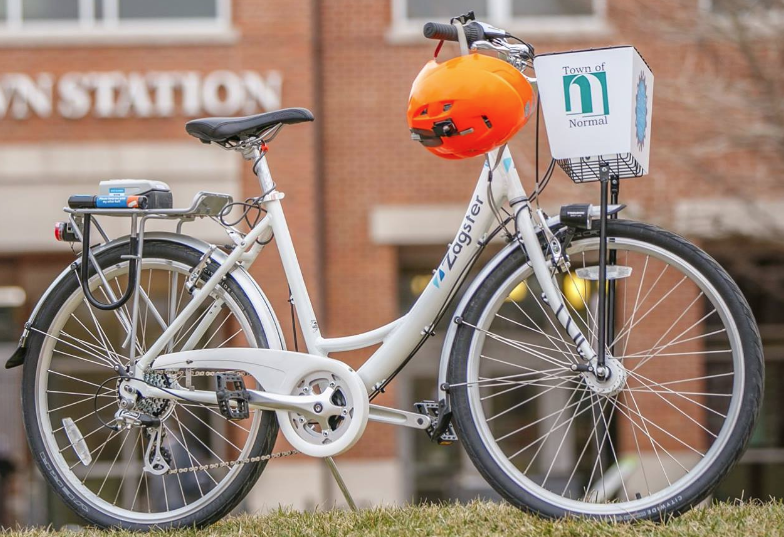 WN STATION
Town of
Normal
Zagster